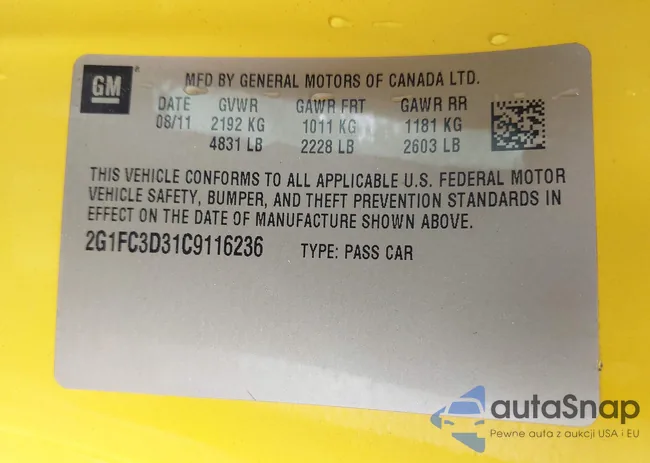 GM
MFD BY GENERAL MOTORS OF CANADA LTD.
DATE GVWR GAWR FRT GAWR RR
08/11 2192 KG 1011 KG 1181 KG
4831 LB 2228 LB 2603 LB
THIS VEHICLE CONFORMS TO ALL APPLICABLE U.S. FEDERAL MOTOR
VEHICLE SAFETY, BUMPER, AND THEFT PREVENTION STANDARDS IN
EFFECT ON THE DATE OF MANUFACTURE SHOWN ABOVE.
2G1FC3D31C9116236 TYPE: PASS CAR
autaSnap
Pewne auta z aukcji USA i EU